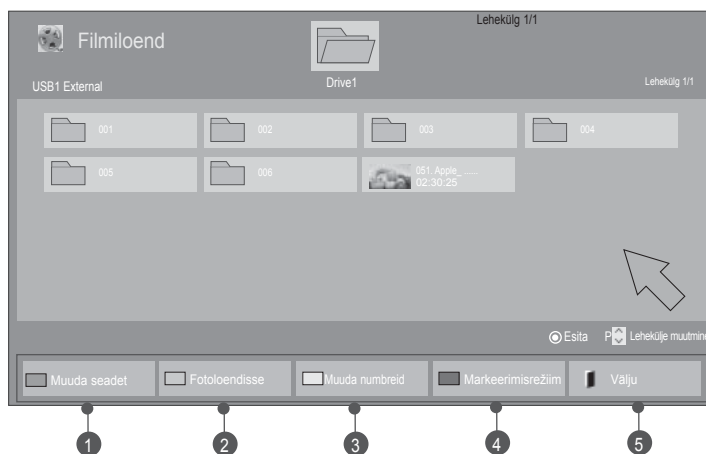 Lehekülg 1/1
Filmiloend
USB1 External
Drive1
Lehekülg 1/1
001
002
003
004
005
006
051. Apple_ ......
02:30:25
Esita
P
Lehekülje muutmine
Muuda seadet
Fotoloendisse
Muuda numbreid
Markeerimisrežiim
Välju
1
2
3
4
5